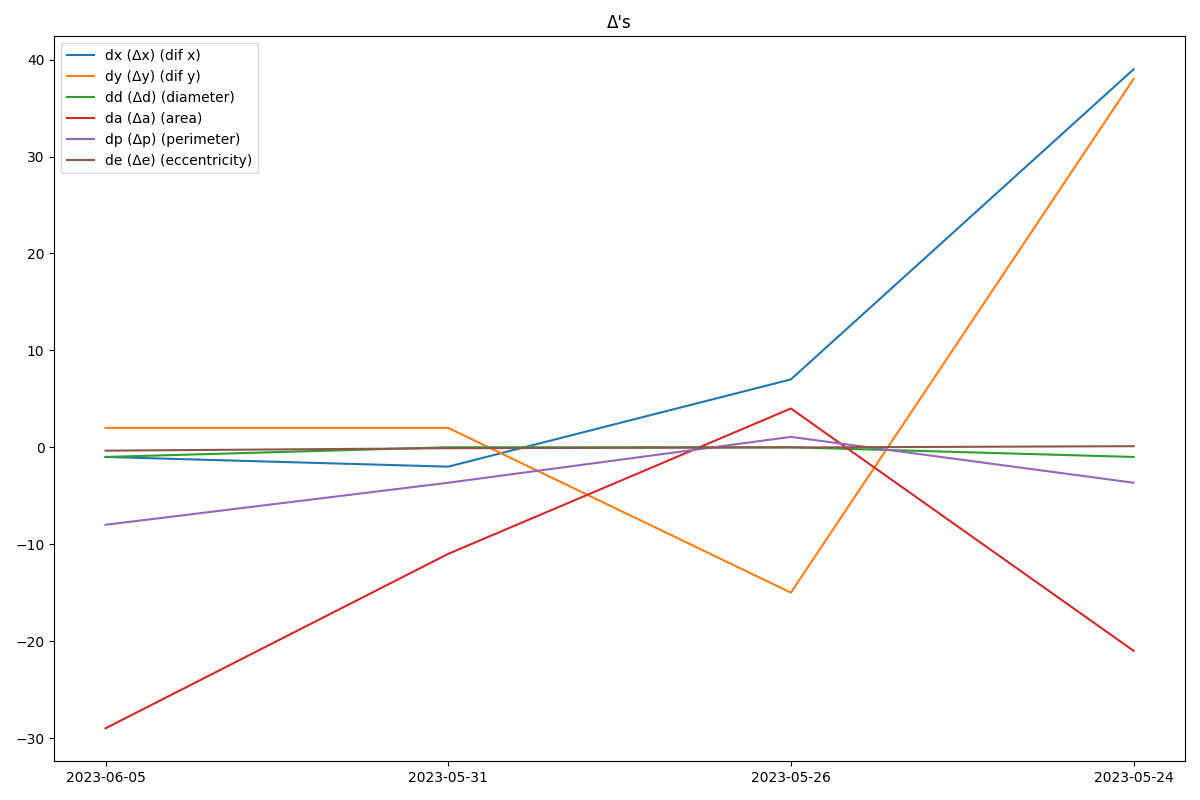 Δ's
dx (Δx) (dif x)
dy (Δy) (dif y)
dd (Δd) (diameter)
da (Δa) (area)
dp (Δp) (perimeter)
de (Δe) (eccentricity)
40
30
20
10
0
−10
−20
−30
2023-06-05 2023-05-31 2023-05-26 2023-05-24